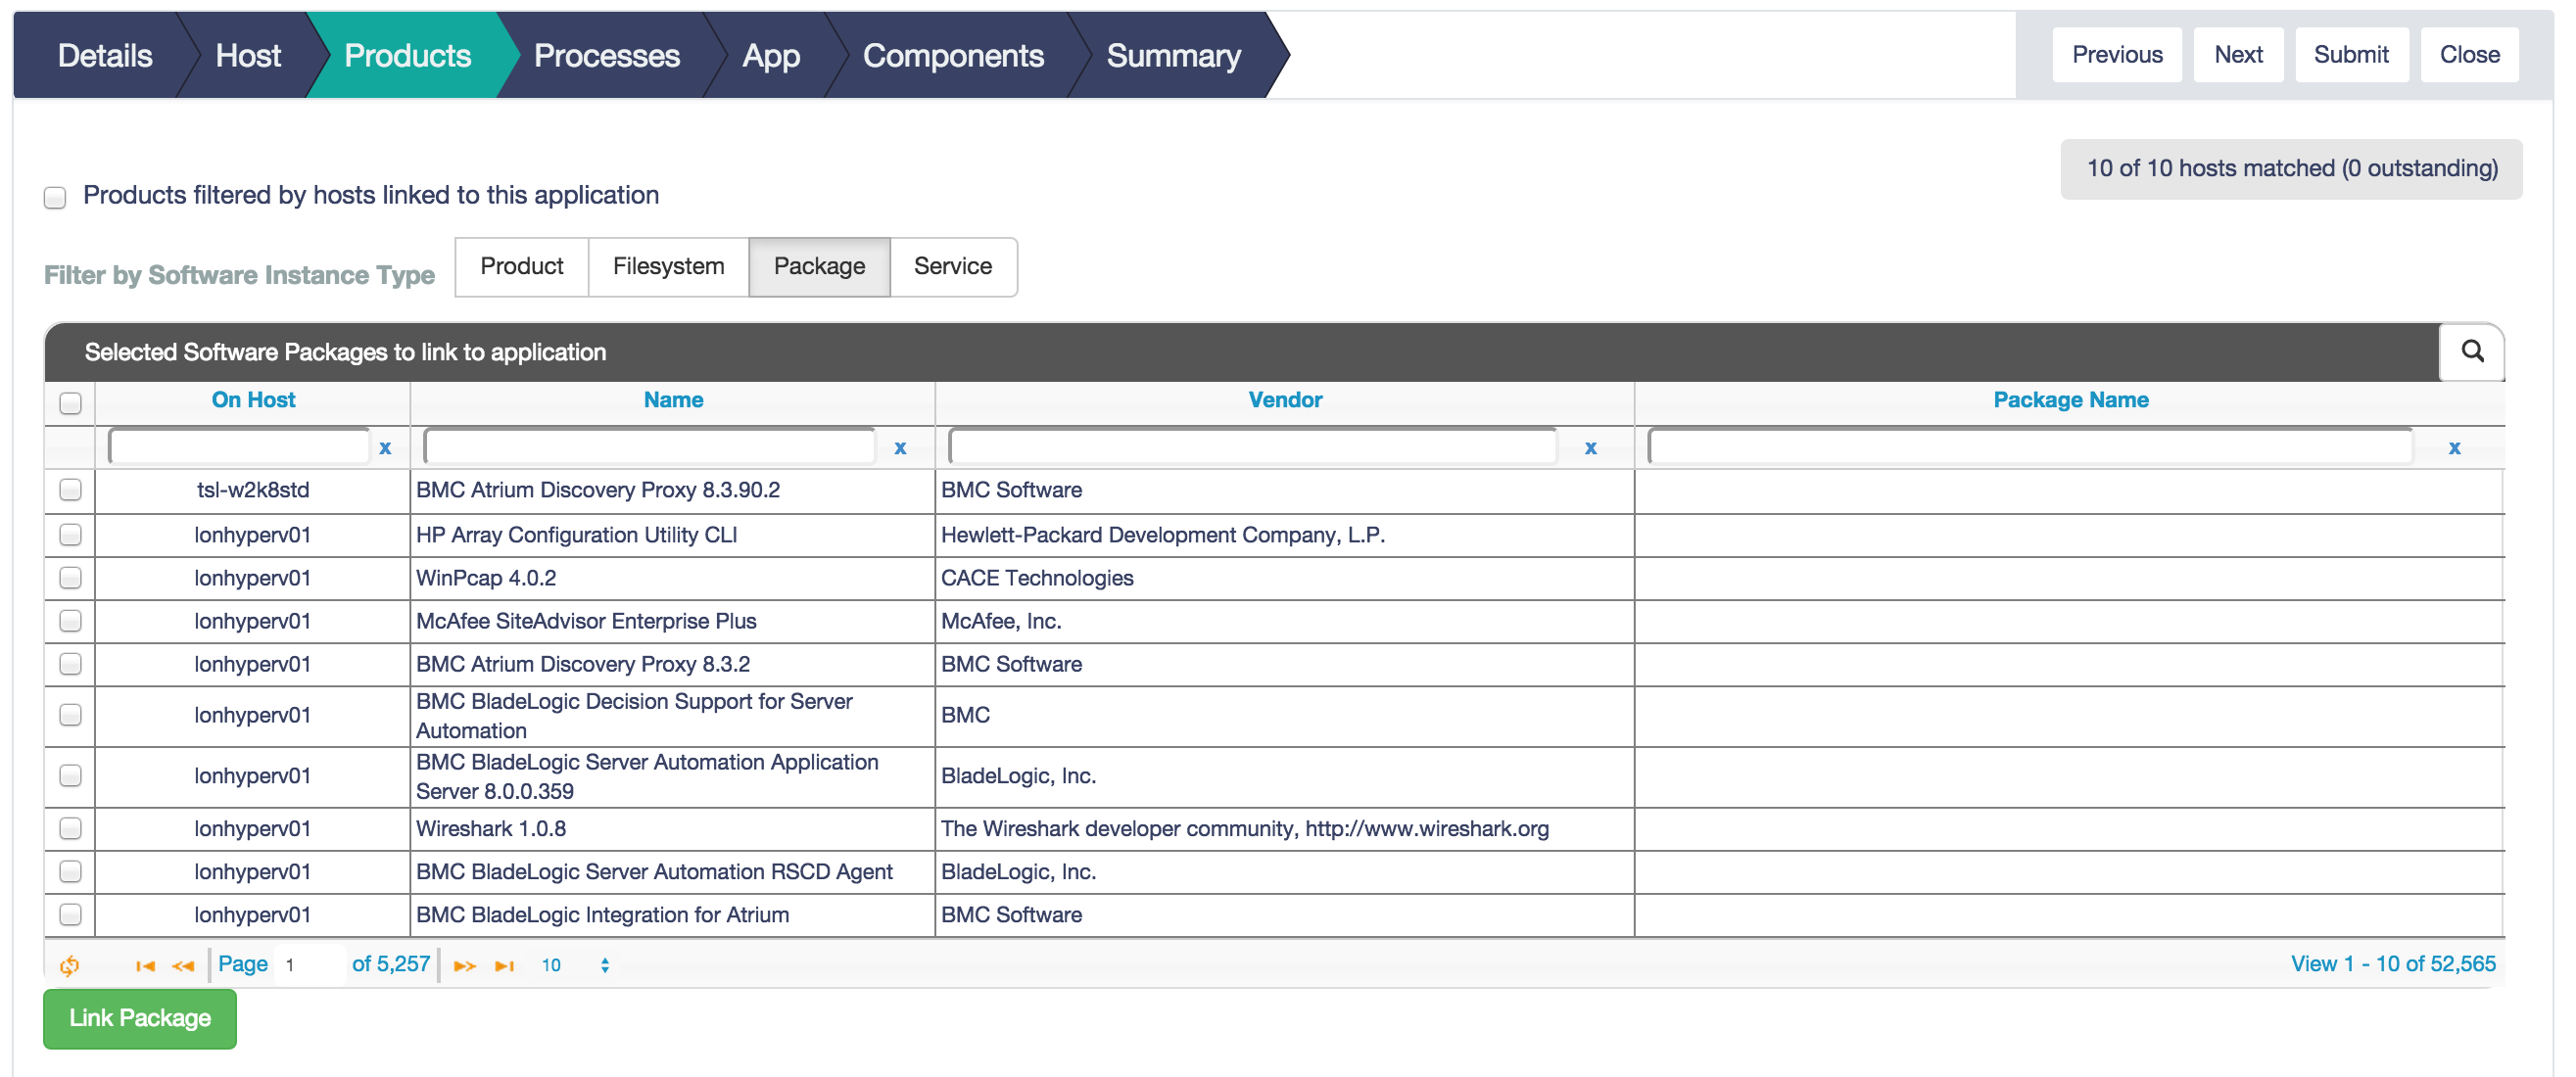 Details Host Products Processes App Components Summary Previous Next Submit Close
10 of 10 hosts matched (0 outstanding)
Products filtered by hosts linked to this application
Filter by Software Instance Type Product Filesystem Package Service
Selected Software Packages to link to application
On Host Name Vendor Package Name
x x x x
tsl-w2k8std BMC Atrium Discovery Proxy 8.3.90.2 BMC Software
lonhyperv01 HP Array Configuration Utility CLI Hewlett-Packard Development Company, L.P.
lonhyperv01 WinPcap 4.0.2 CACE Technologies
lonhyperv01 McAfee SiteAdvisor Enterprise Plus McAfee, Inc.
lonhyperv01 BMC Atrium Discovery Proxy 8.3.2 BMC Software
lonhyperv01 BMC BladeLogic Decision Support for Server
Automation BMC
lonhyperv01 BMC BladeLogic Server Automation Application
Server 8.0.0.359 BladeLogic, Inc.
lonhyperv01 Wireshark 1.0.8 The Wireshark developer community, http://www.wireshark.org
lonhyperv01 BMC BladeLogic Server Automation RSCD Agent BladeLogic, Inc.
lonhyperv01 BMC BladeLogic Integration for Atrium BMC Software
Page 1 of 5,257 10 View 1 - 10 of 52,565
Link Package